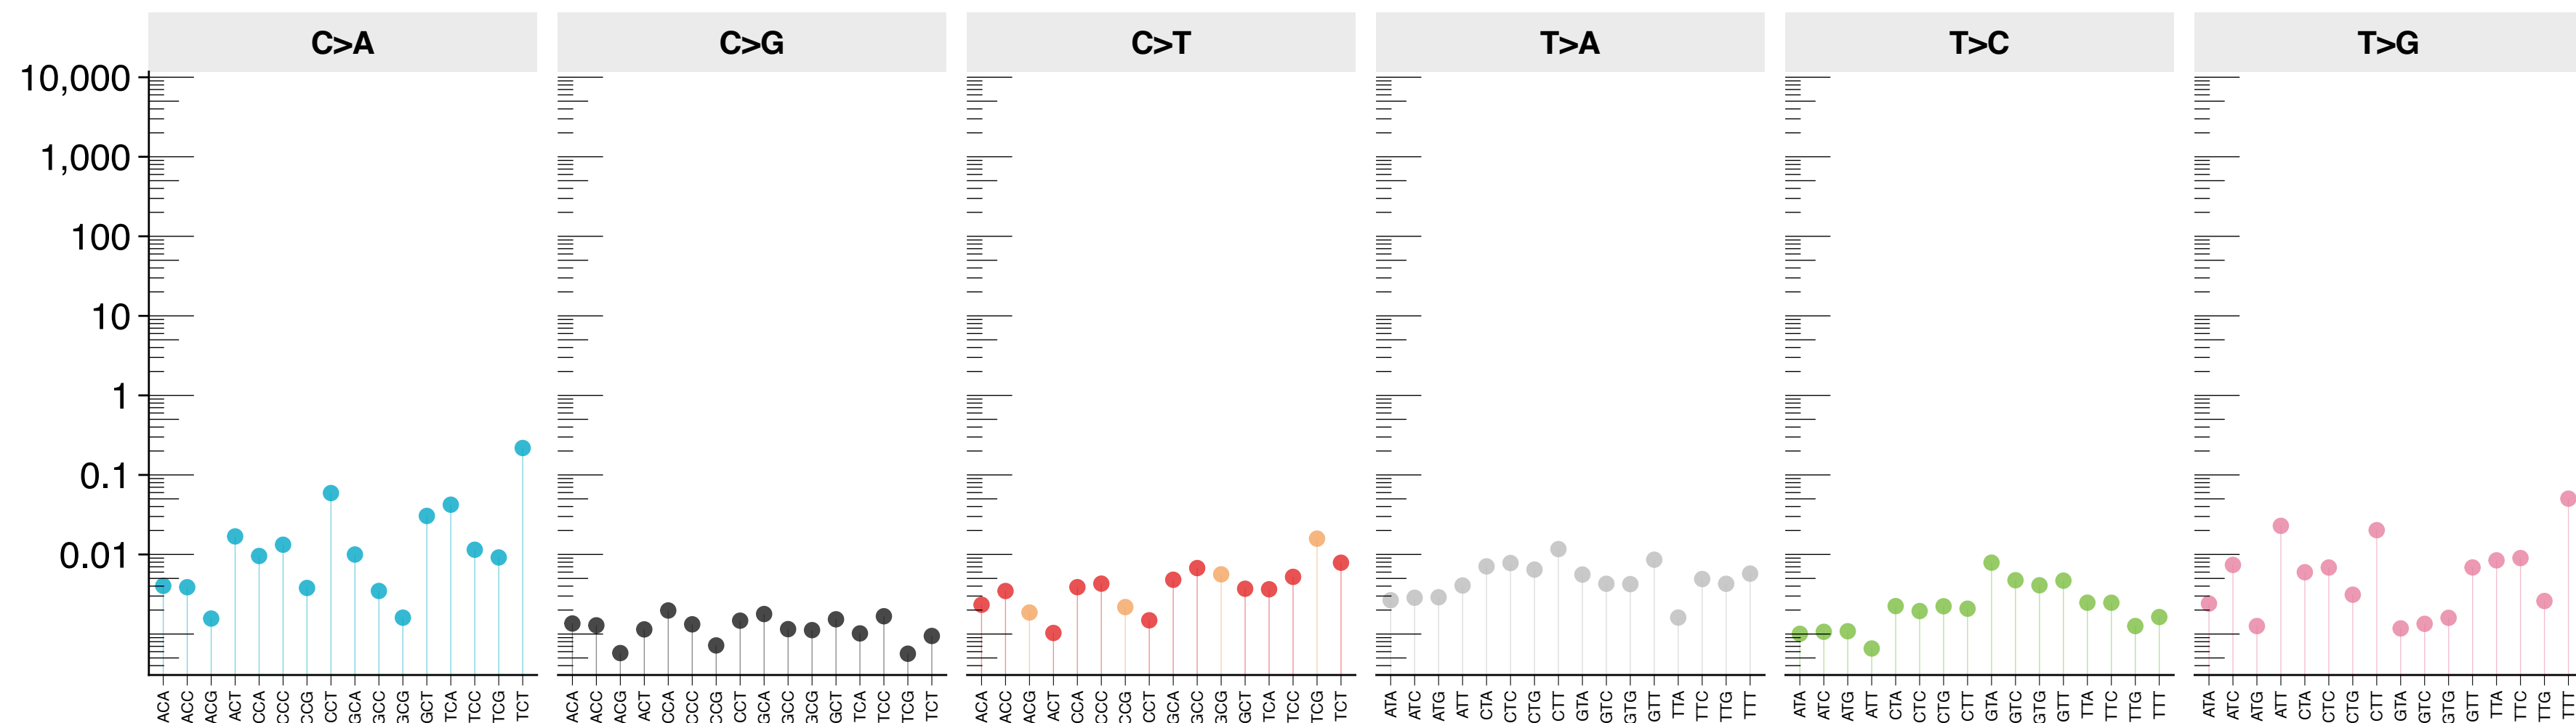 C>A C>G C>T T>A T>C T>G
10,000
1,000
100
10
1
0.1
0.01
ACA ACC ACG ACT CCA CCC CCG CCT GCA GCC GCG GCT TCA TCC TCG TCT
ACA ACC ACG ACT CCA CCC CCG CCT GCA GCC GCG GCT TCA TCC TCG TCT
ACA ACC ACG ACT CCA CCC CCG CCT GCA GCC GCG GCT TCA TCC TCG TCT
ATA ATC ATG ATT CTA CTC CTG CTT GTA GTC GTG GTT TTA TTC TTG TTT
ATA ATC ATG ATT CTA CTC CTG CTT GTA GTC GTG GTT TTA TTC TTG TTT
ATA ATC ATG ATT CTA CTC CTG CTT GTA GTC GTG GTT TTA TTC TTG TTT